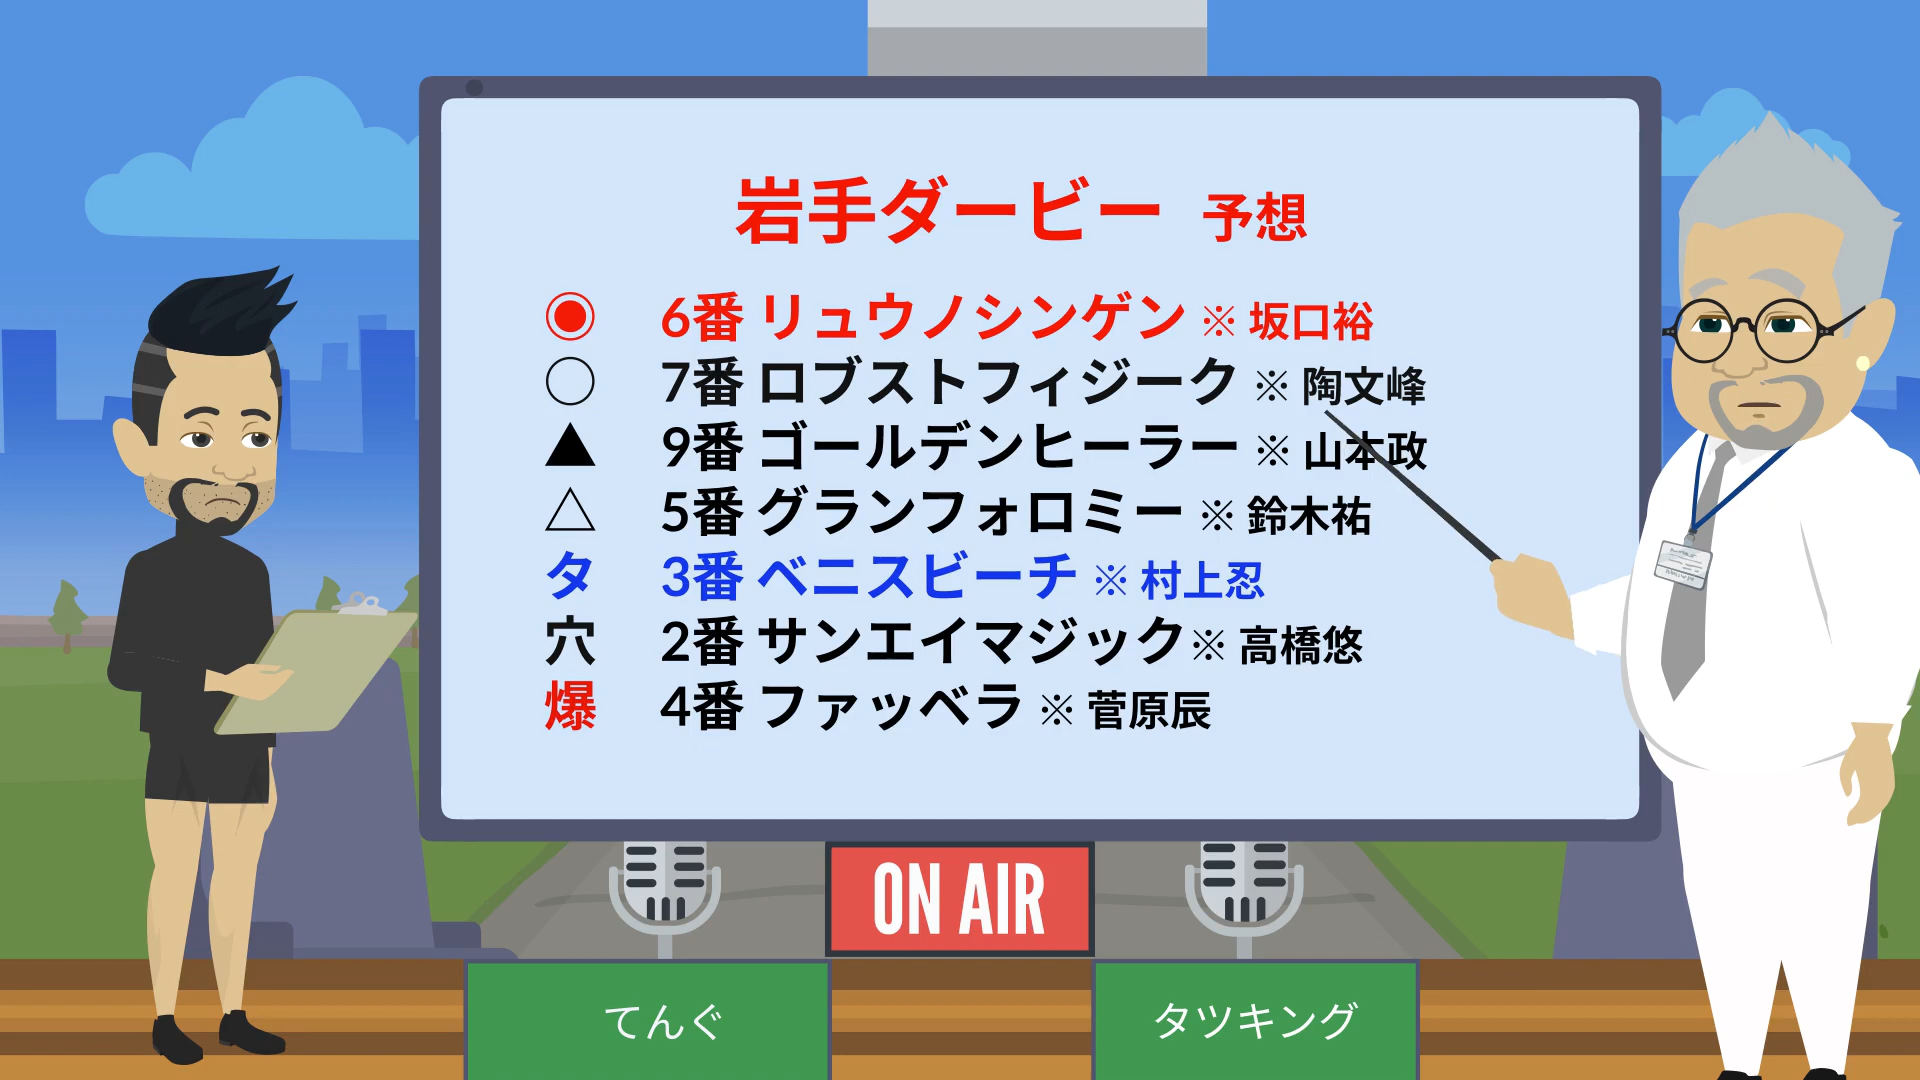 岩手ダービー 予想
◉ 6番 リュウノシンゲン ※ 坂口裕
○ 7番 ロブストフィジーク ※ 陶文峰
▲ 9番 ゴールデンヒーラー ※ 山本政
△ 5番 グランフォロミー ※ 鈴木祐
タ 3番 ベニスビーチ ※ 村上忍
穴 2番 サンエイマジック※ 高橋悠
爆 4番 ファッベラ ※ 菅原辰
ON AIR
てんぐ
タツキング